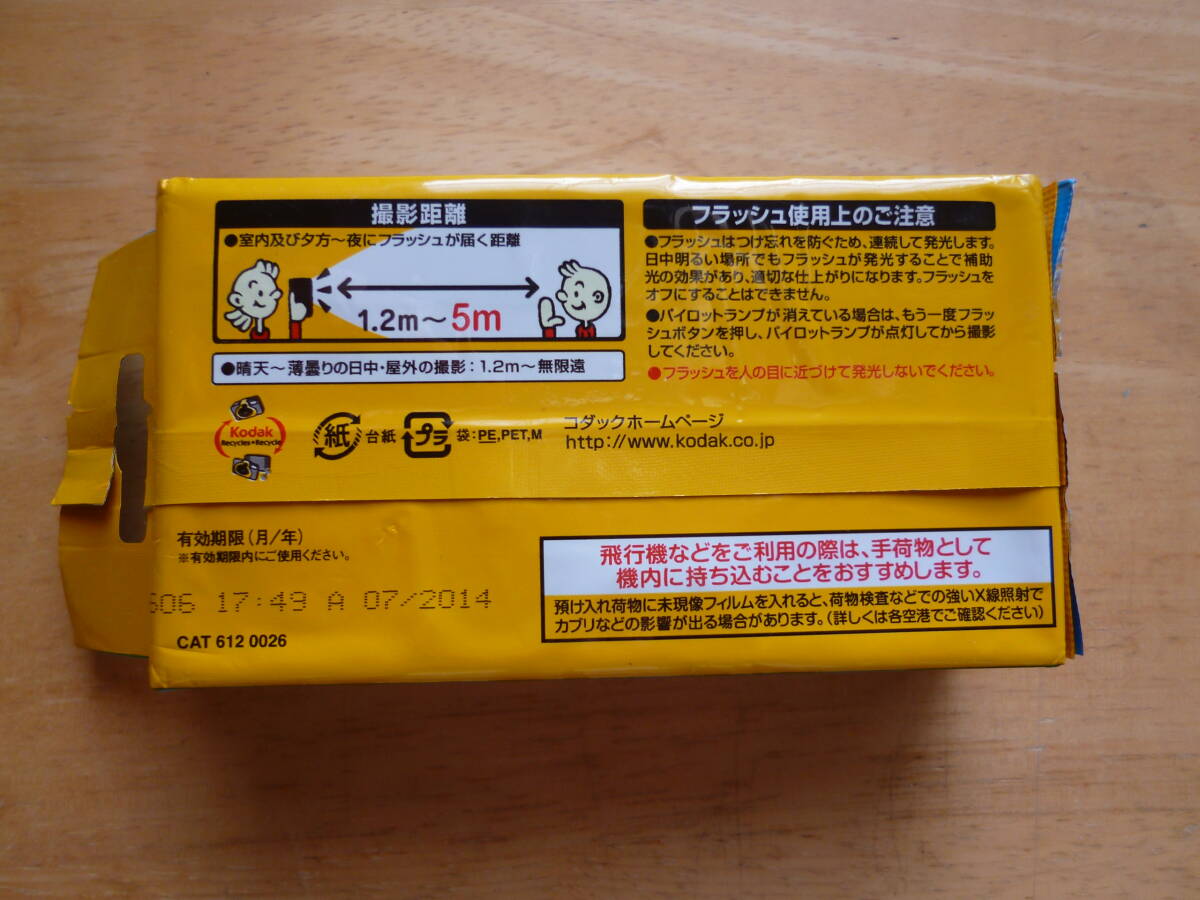 撮影距離
●室内及び夕方～夜にフラッシュが届く距離
1.2m～5m
●晴天～薄曇りの日中・屋外の撮影：1.2m～無限遠
フラッシュ使用上のご注意
●フラッシュはつけ忘れを防ぐため、連続して発光します。
日中明るい場所でもフラッシュが発光することで補助
光の効果があり、適切な仕上がりになります。フラッシュを
オフにすることはできません。
●パイロットランプが消えている場合は、もう一度フラッ
シュボタンを押し、パイロットランプが点灯してから撮影
してください。
●フラッシュを人の目に近づけて発光しないでください。
Kodak
Recycles•Recycle
紙 台紙 プラ 袋：PE,PET,M
コダックホームページ
http://www.kodak.co.jp
有効期限（月/年）
※有効期限内にご使用ください。
606 17:49 A 07/2014
CAT 612 0026
飛行機などをご利用の際は、手荷物として
機内に持ち込むことをおすすめします。
預け入れ荷物に未現像フィルムを入れると、荷物検査などでの強いX線照射で
カブリなどの影響が出る場合があります。（詳しくは各空港でご確認ください）